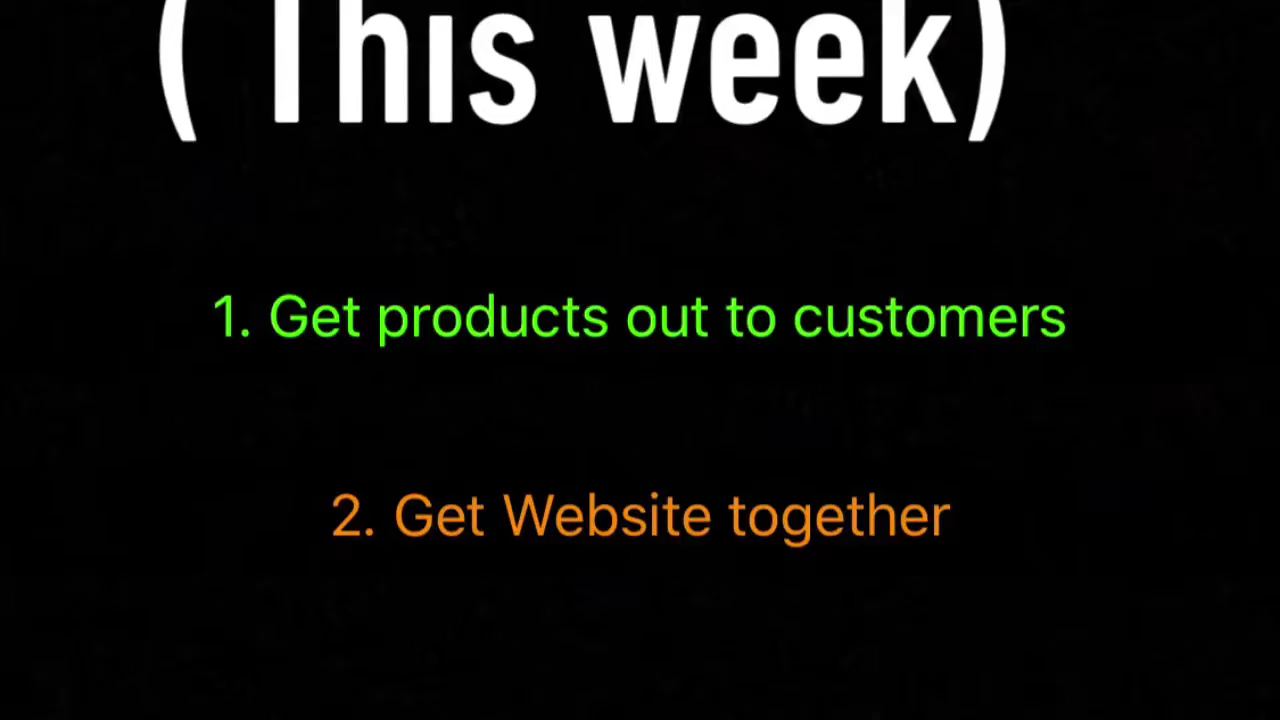 ( This week)
1. Get products out to customers
2. Get Website together